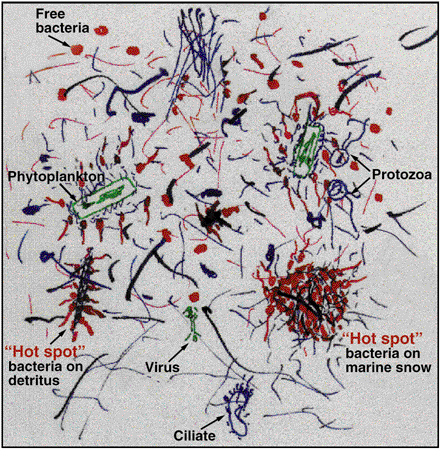 Free
bacteria
Phytoplankton
Protozoa
“Hot spot”
bacteria on
detritus
Virus
“Hot spot”
bacteria on
marine snow
Ciliate